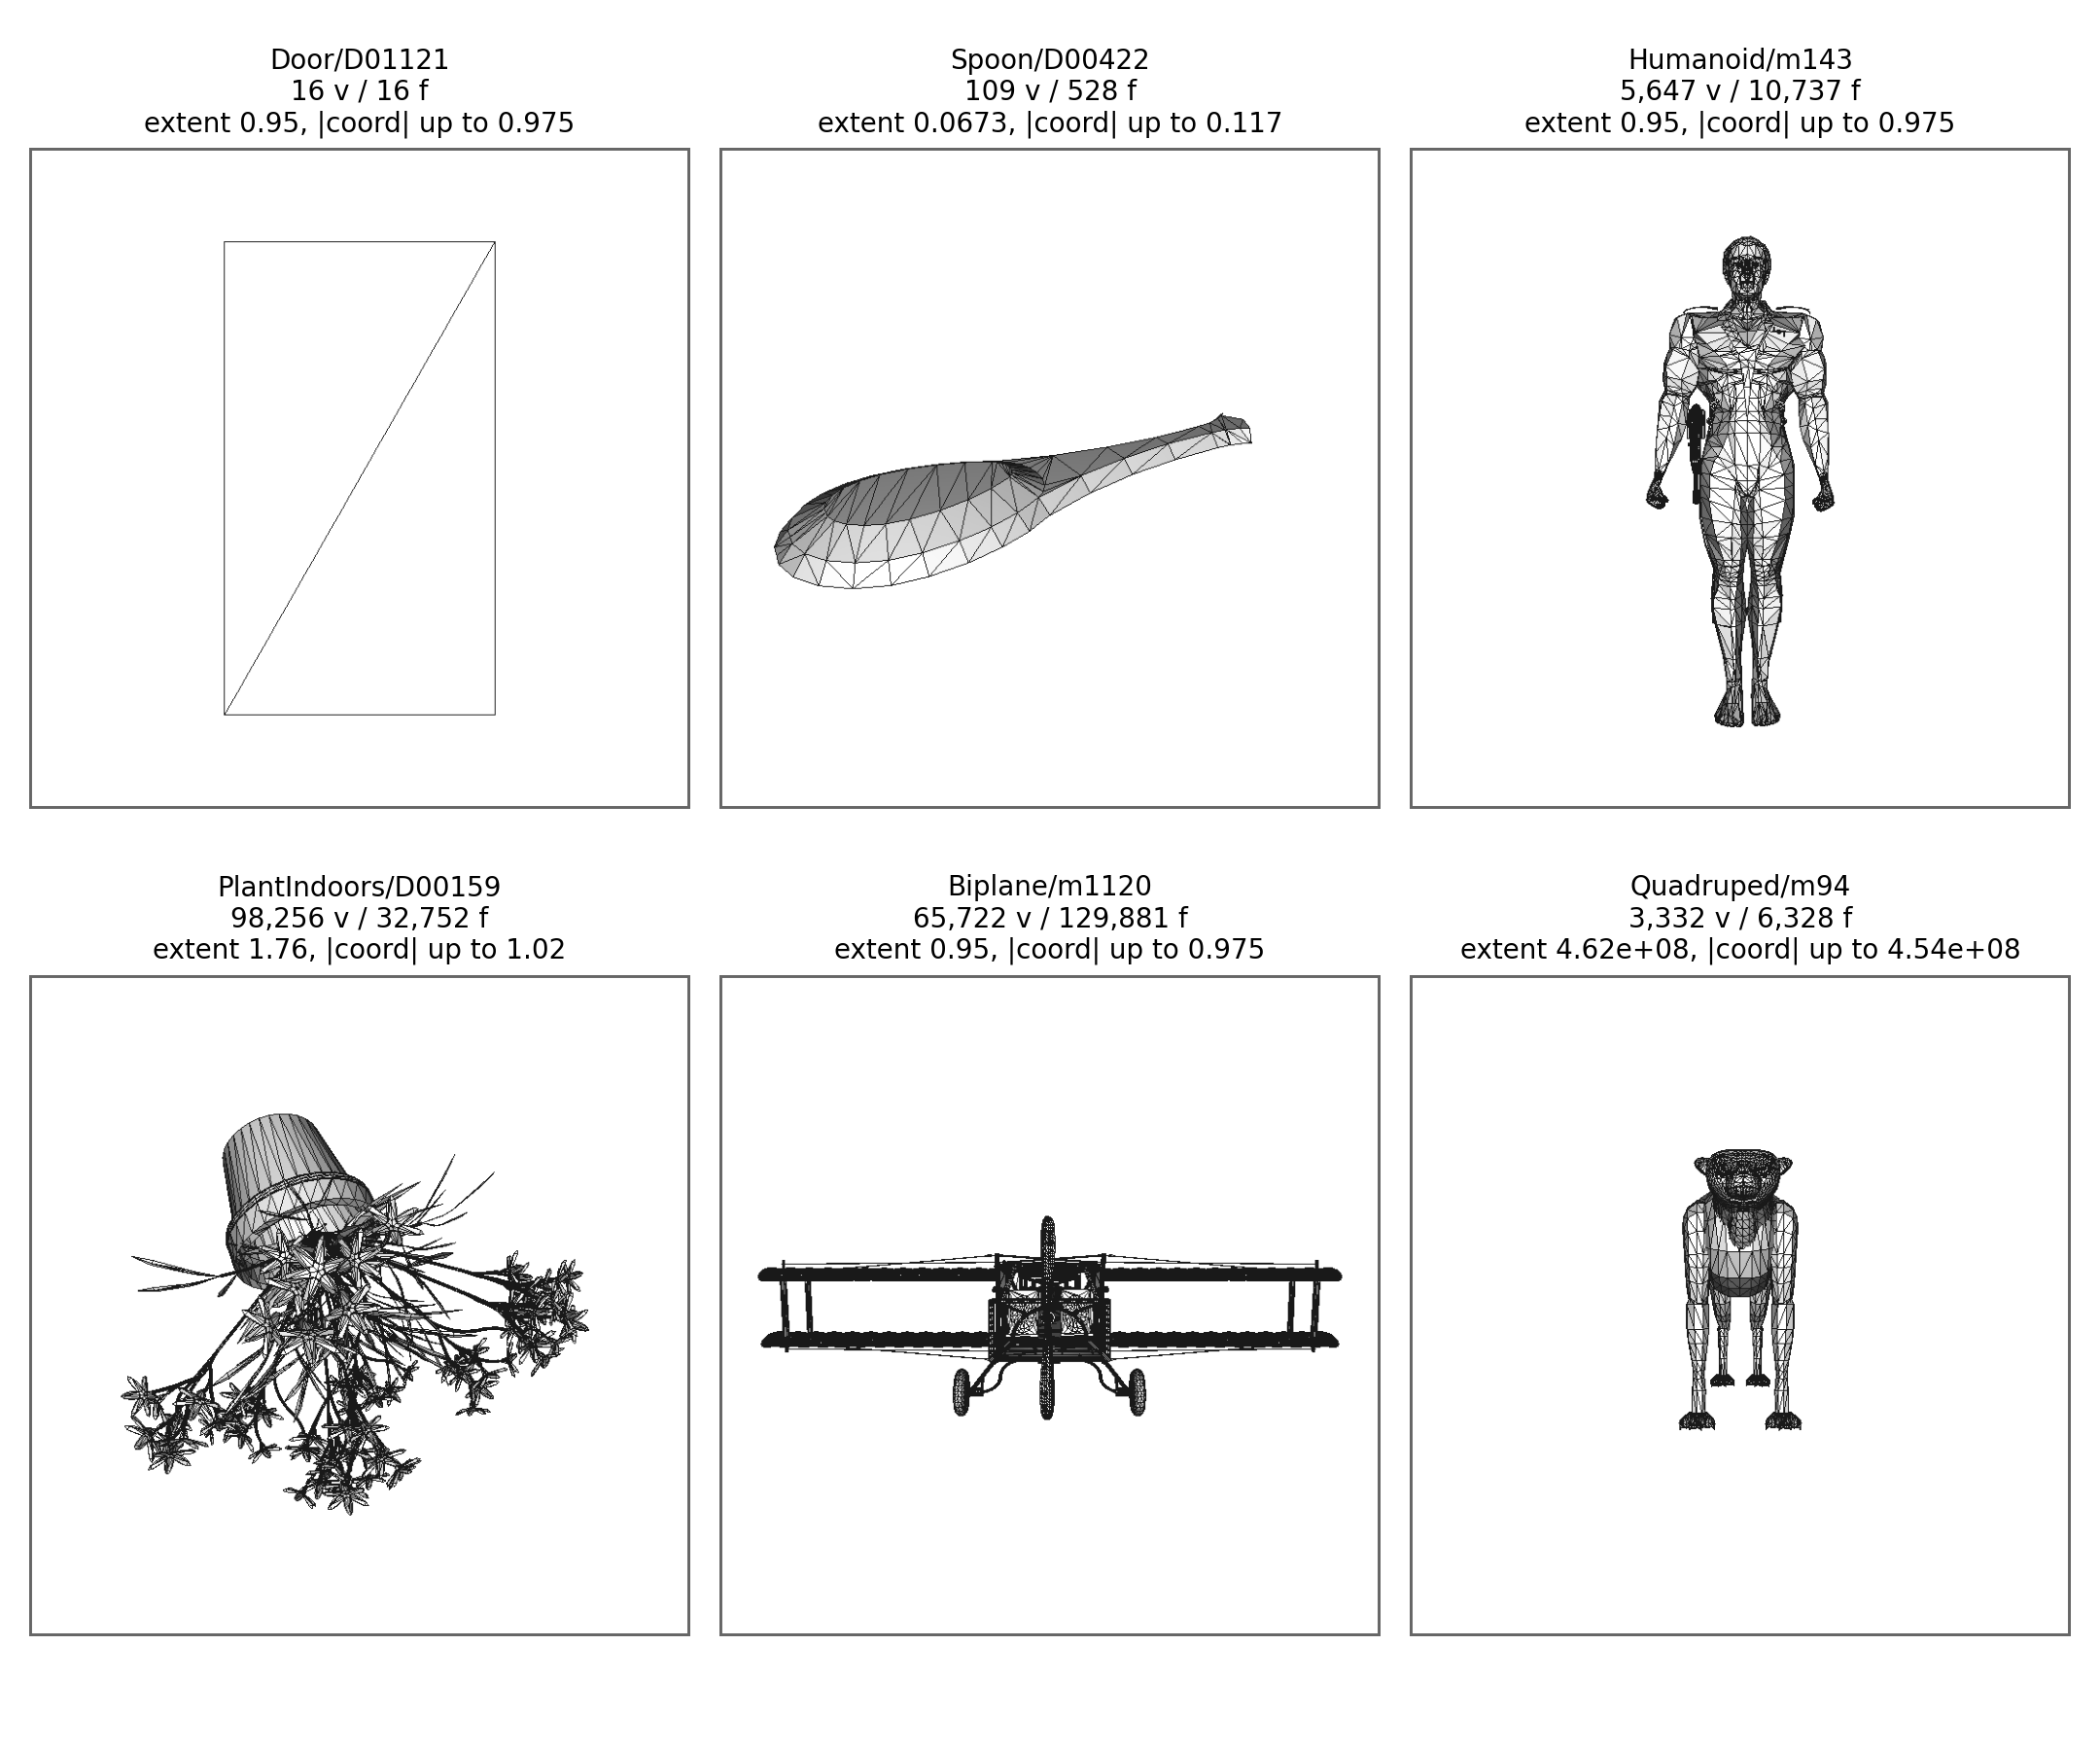 Door/D01121
16 v / 16 f
extent 0.95, |coord| up to 0.975
Spoon/D00422
109 v / 528 f
extent 0.0673, |coord| up to 0.117
Humanoid/m143
5,647 v / 10,737 f
extent 0.95, |coord| up to 0.975
PlantIndoors/D00159
98,256 v / 32,752 f
extent 1.76, |coord| up to 1.02
Biplane/m1120
65,722 v / 129,881 f
extent 0.95, |coord| up to 0.975
Quadruped/m94
3,332 v / 6,328 f
extent 4.62e+08, |coord| up to 4.54e+08